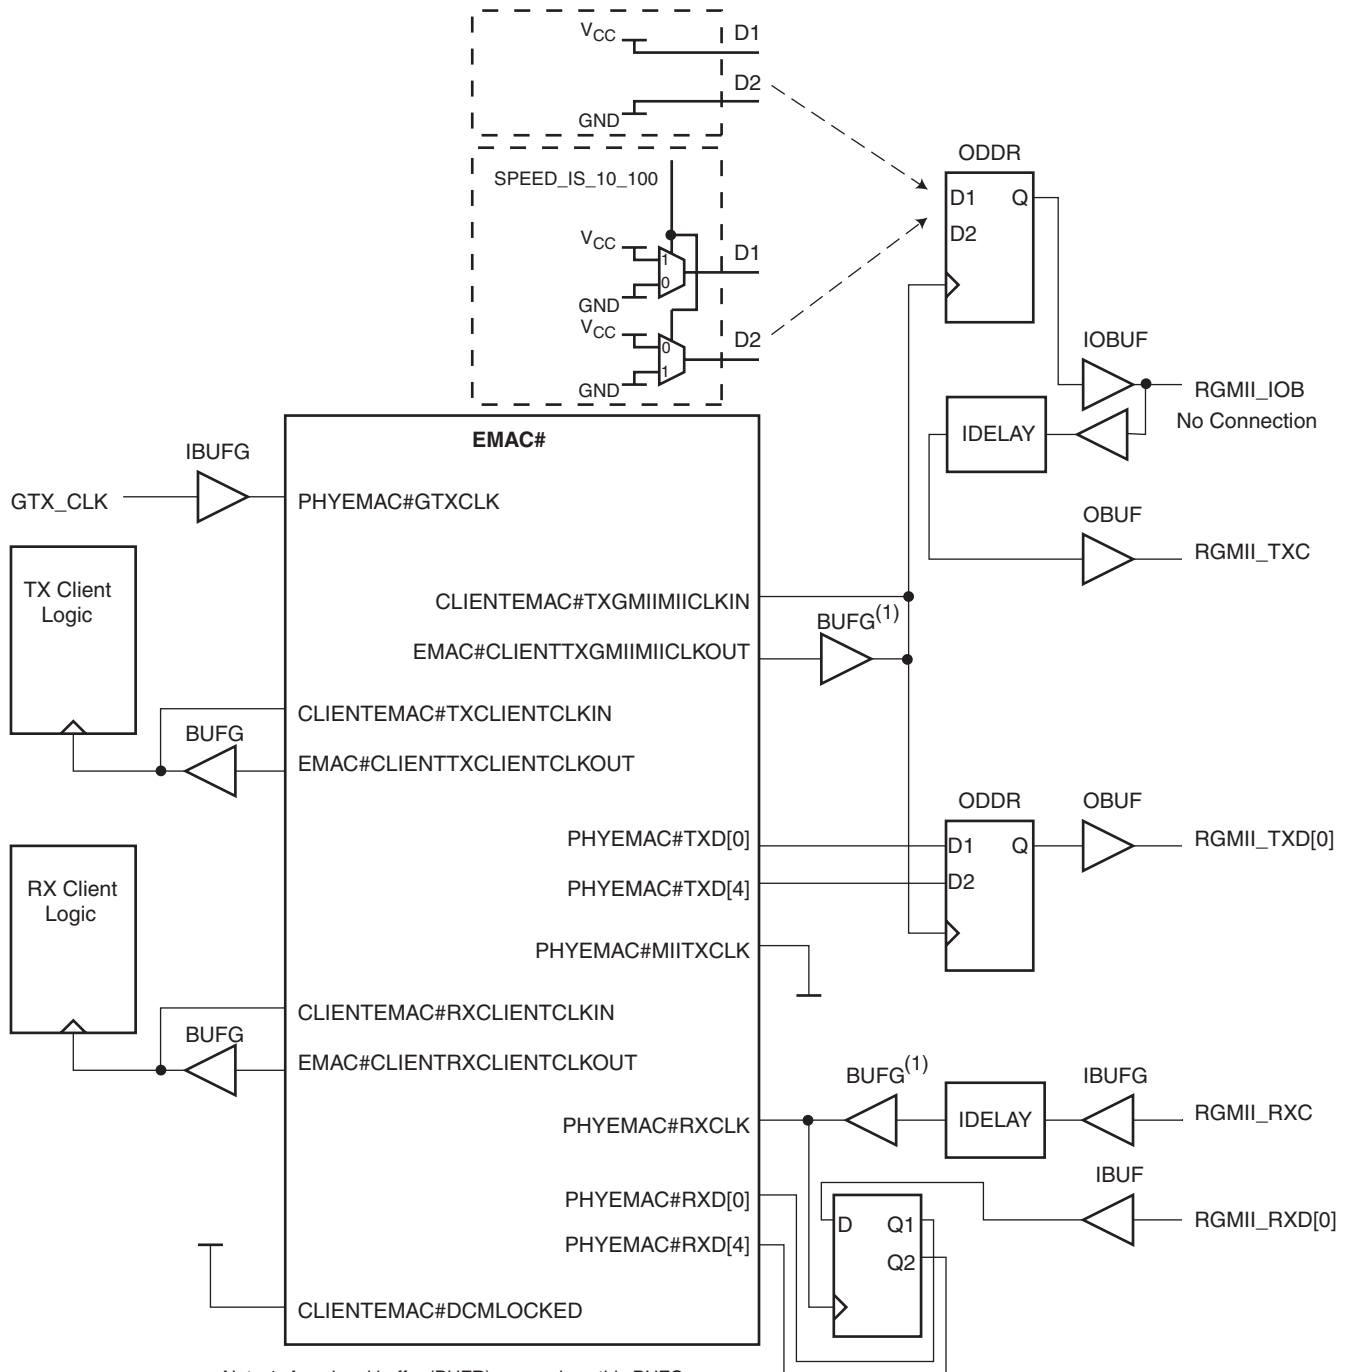 VCC
D1
D2
GND
SPEED_IS_10_100
VCC
1
0
GND
D1
VCC
0
1
GND
D2
ODDR
D1
Q
D2
IOBUF
RGMII_IOB
No Connection
IDELAY
OBUF
RGMII_TXC
EMAC#
IBUFG
GTX_CLK
PHYEMAC#GTXCLK
TX Client
Logic
CLIENTEMAC#TXGMIIMIICLKIN
BUFG(1)
EMAC#CLIENTTXGMIIMIICLKOUT
CLIENTEMAC#TXCLIENTCLKIN
BUFG
EMAC#CLIENTTXCLIENTCLKOUT
ODDR
OBUF
PHYEMAC#TXD[0]
D1
Q
RGMII_TXD[0]
PHYEMAC#TXD[4]
D2
RX Client
Logic
PHYEMAC#MIITXCLK
CLIENTEMAC#RXCLIENTCLKIN
BUFG
EMAC#CLIENTRXCLIENTCLKOUT
BUFG(1)
IBUFG
PHYEMAC#RXCLK
IDELAY
RGMII_RXC
IBUF
PHYEMAC#RXD[0]
D
Q1
RGMII_RXD[0]
PHYEMAC#RXD[4]
Q2
CLIENTEMAC#DCMLOCKED